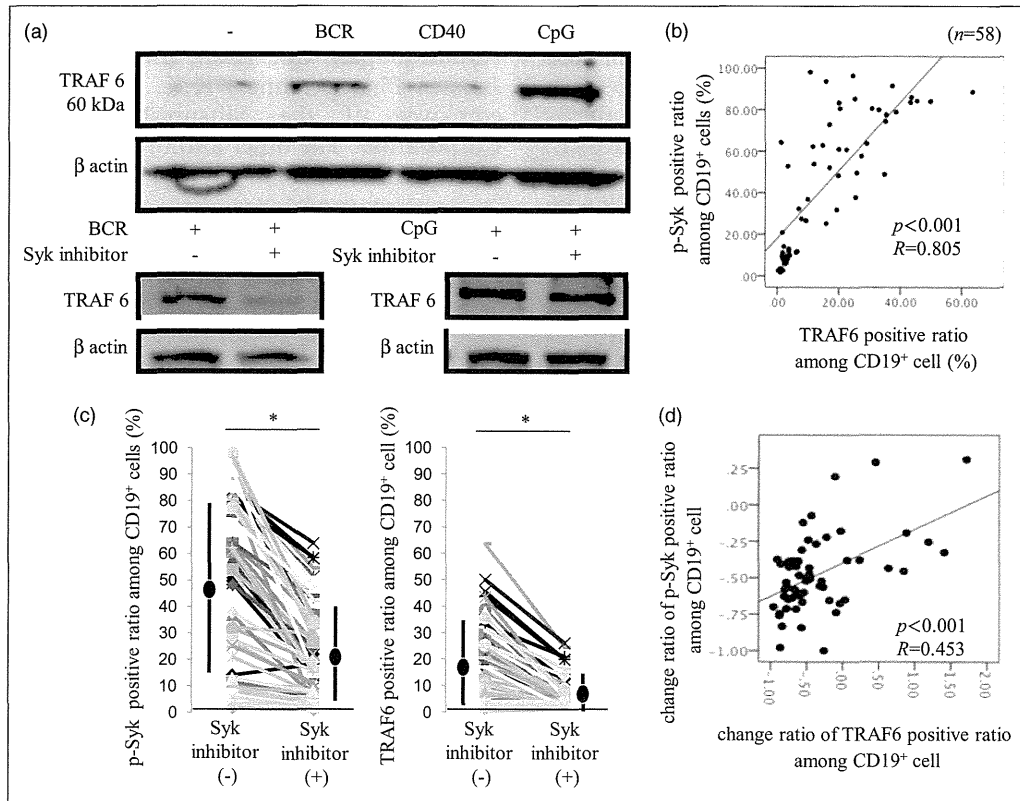 (a)
- BCR CD40 CpG
TRAF 6
60 kDa
β actin
BCR + +
Syk inhibitor - +
TRAF 6
β actin
CpG + +
Syk inhibitor - +
TRAF 6
β actin
(b)
(n=58)
p-Syk positive ratio
among CD19+ cells (%)
100.00
80.00
60.00
40.00
20.00
.00
p<0.001
R=0.805
00 20.00 40.00 60.00
TRAF6 positive ratio
among CD19+ cell (%)
(c)
p-Syk positive ratio among CD19+ cells (%)
*
100
90
80
70
60
50
40
30
20
10
0
Syk
inhibitor
(-)
Syk
inhibitor
(+)
TRAF6 positive ratio among CD19+ cell (%)
*
100
90
80
70
60
50
40
30
20
10
0
Syk
inhibitor
(-)
Syk
inhibitor
(+)
(d)
change ratio of p-Syk positive ratio
among CD19+ cell
.25
.00
-.25
-.50
-.75
-1.00
p<0.001
R=0.453
-1.00 -.50 .00 .50 1.00 1.50 2.00
change ratio of TRAF6 positive ratio
among CD19+ cell